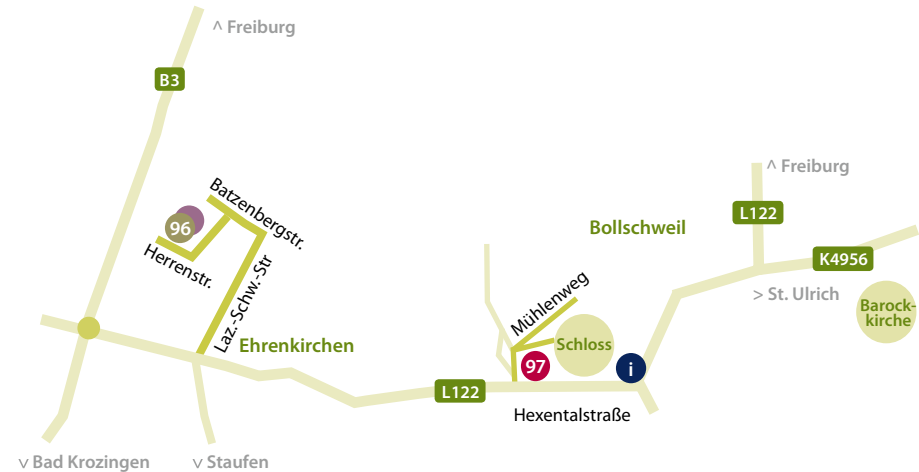 ^ Freiburg
B3
^ Freiburg
Batzenbergstr.
L122
96
Bollschweil
Herrenstr.
K4956
Laz.-Schw.-Str
Mühlenweg
> St. Ulrich
Barock-
kirche
Ehrenkirchen
Schloss
97
i
L122
Hexentalstraße
v Bad Krozingen
v Staufen